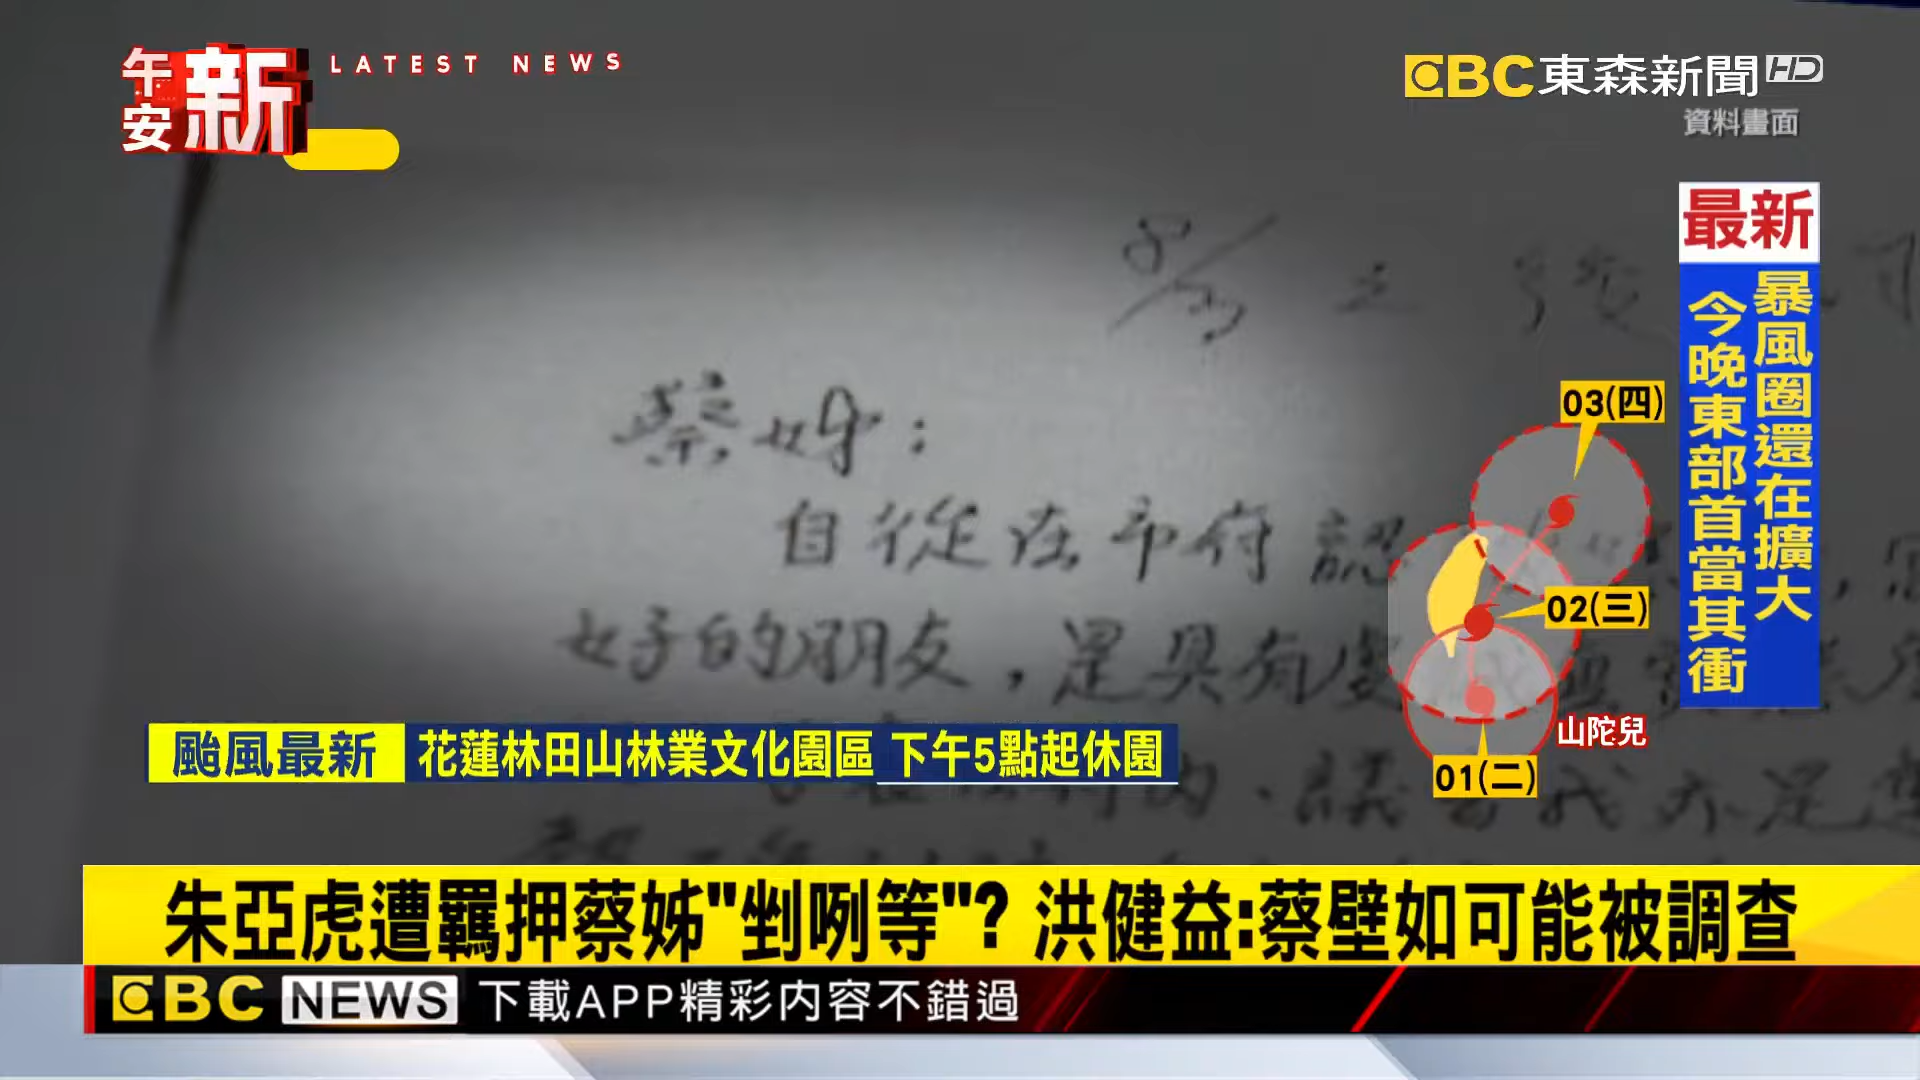 午安新
LATEST NEWS
EBC東森新聞HD
資料畫面
最新
暴風圈還在擴大
今晚東部首當其衝
蔡姊：
自從在市府認
好的朋友，是具有
03(四)
02(三)
山陀兒
01(二)
颱風最新
花蓮林田山林業文化園區 下午5點起休園
朱亞虎遭羈押蔡姊"剉咧等"? 洪健益:蔡壁如可能被調查
EBC NEWS 下載APP精彩內容不錯過